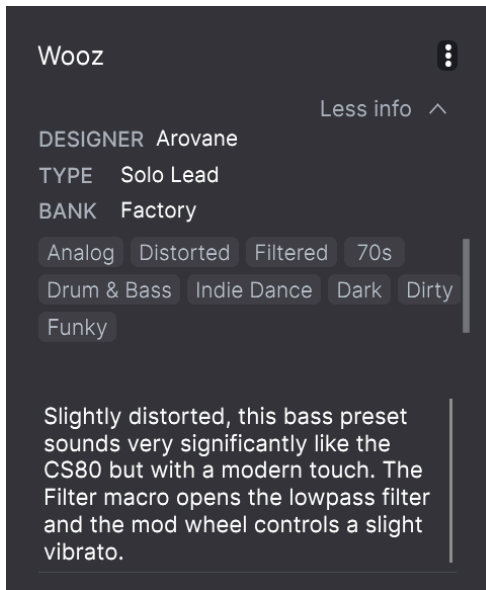 Wooz
Less info
DESIGNER Arovane
TYPE Solo Lead
BANK Factory
Analog Distorted Filtered 70s
Drum & Bass Indie Dance Dark Dirty
Funky
Slightly distorted, this bass preset
sounds very significantly like the
CS80 but with a modern touch. The
Filter macro opens the lowpass filter
and the mod wheel controls a slight
vibrato.